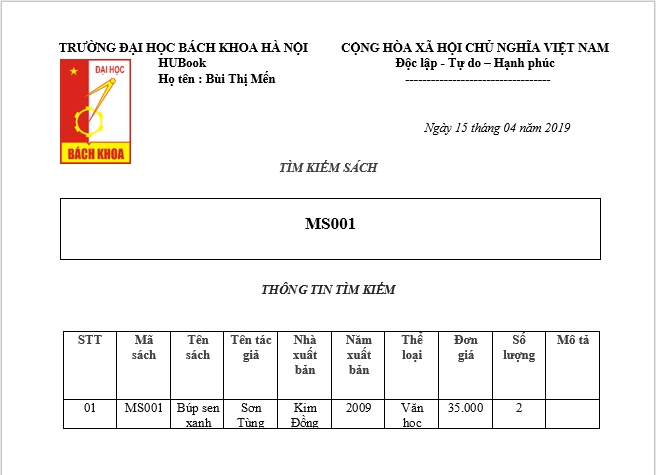 TRƯỜNG ĐẠI HỌC BÁCH KHOA HÀ NỘI
HUBook
Họ tên : Bùi Thị Mến
CỘNG HÒA XÃ HỘI CHỦ NGHĨA VIỆT NAM
Độc lập - Tự do – Hạnh phúc
----------------------------------
ĐẠI HỌC
BÁCH KHOA
Ngày 15 tháng 04 năm 2019
TÌM KIẾM SÁCH
MS001
THÔNG TIN TÌM KIẾM
STT Mã sách Tên sách Tên tác giả Nhà xuất bản Năm xuất bản Thể loại Đơn giá Số lượng Mô tả
01 MS001 Búp sen xanh Sơn Tùng Kim Đồng 2009 Văn học 35.000 2